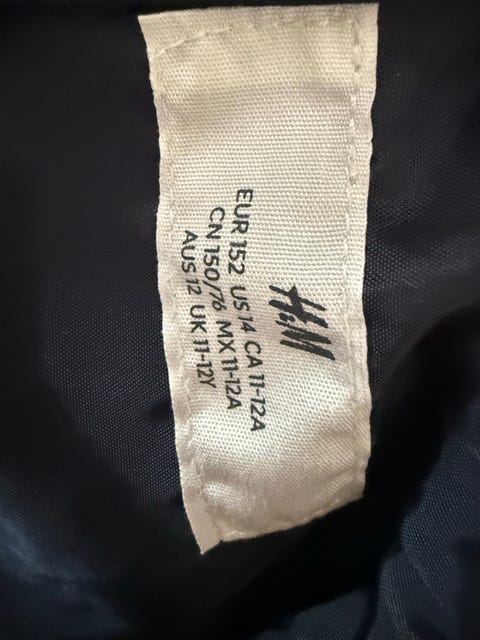 H&M
EUR 152 US 14 CA 11-12A
CN 150/76 MX 11-12A
AUS 12 UK 11-12Y